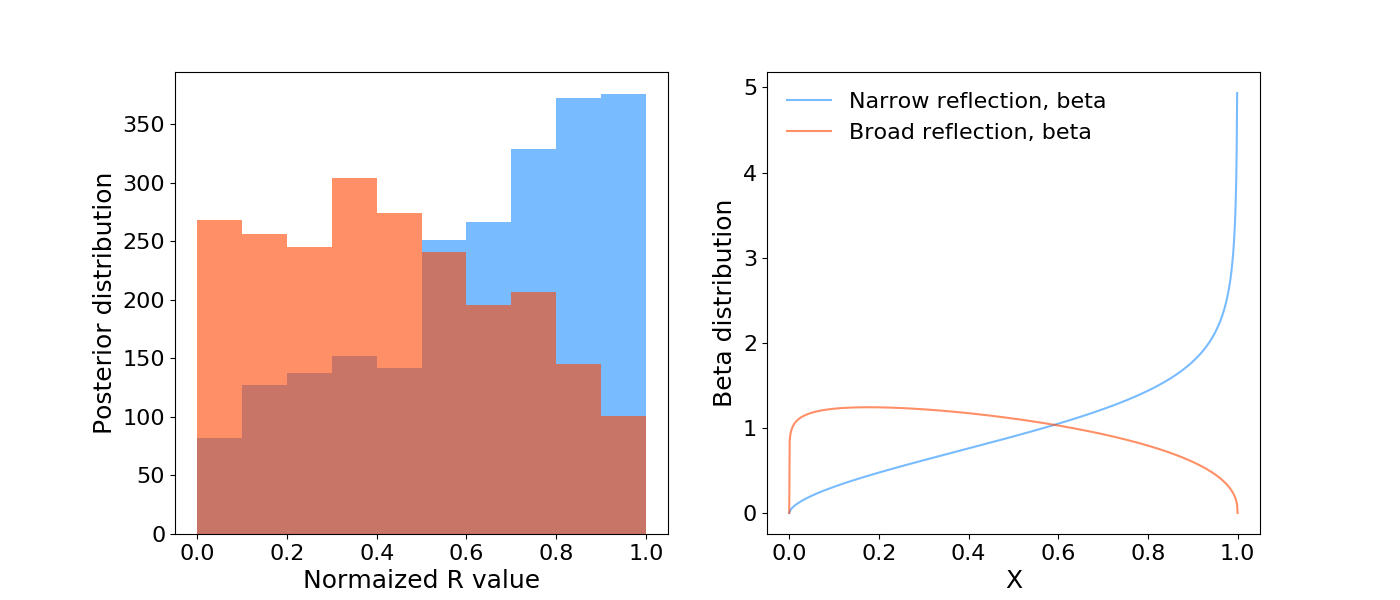 Posterior distribution
350
300
250
200
150
100
50
0
0.0 0.2 0.4 0.6 0.8 1.0
Normaized R value
Beta distribution
5
4
3
2
1
0
Narrow reflection, beta
Broad reflection, beta
0.0 0.2 0.4 0.6 0.8 1.0
X